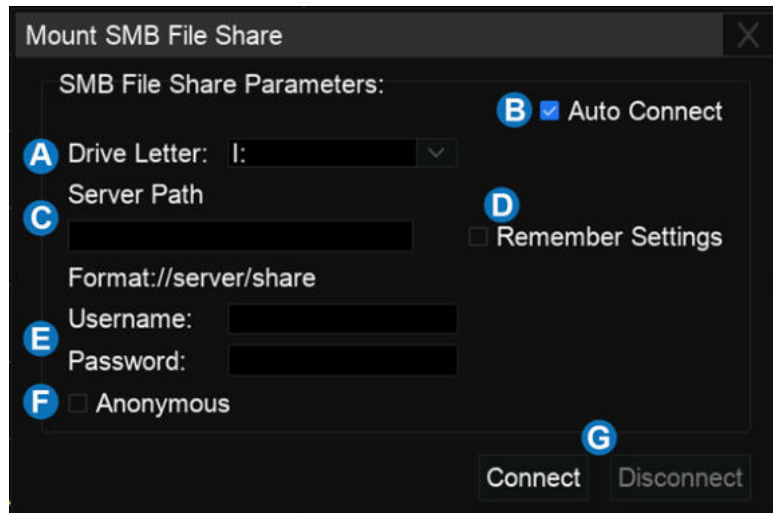 Mount SMB File Share
X
SMB File Share Parameters:
B Auto Connect
A Drive Letter: I:
Server Path
C
D
Remember Settings
Format://server/share
Username:
E
Password:
F Anonymous
G
Connect Disconnect